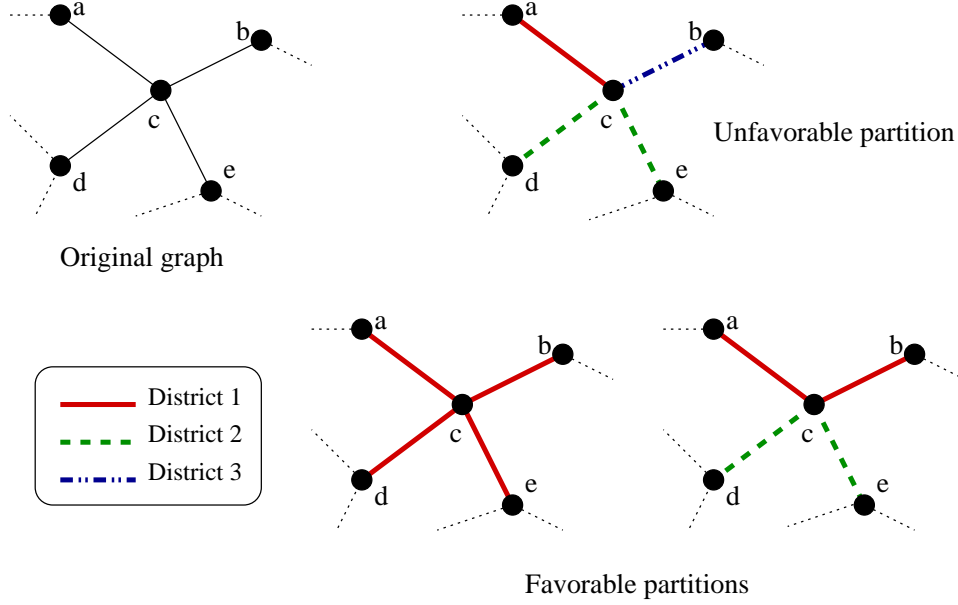 a
b
c
d
e
Original graph
a
b
c
d
e
Unfavorable partition
District 1
District 2
District 3
a
b
c
d
e
a
b
c
d
e
Favorable partitions